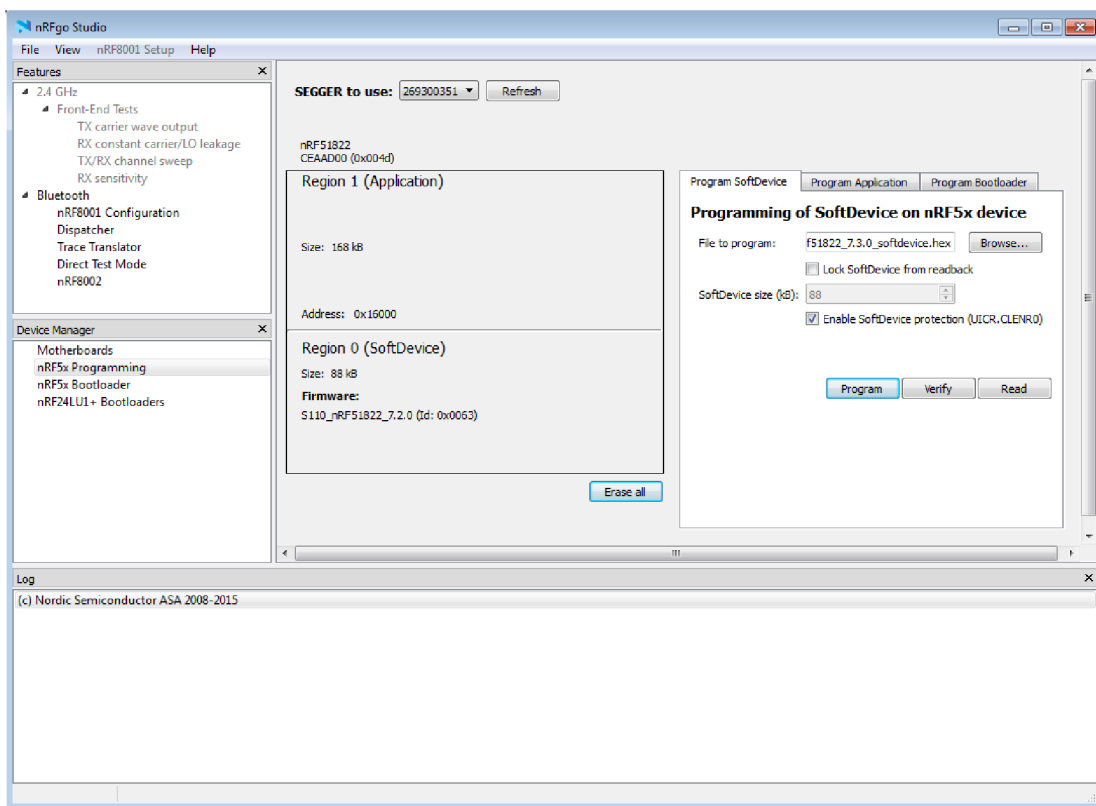 nRFgo Studio
File View nRF8001 Setup Help
Features
2.4 GHz
Front-End Tests
TX carrier wave output
RX constant carrier/LO leakage
TX/RX channel sweep
RX sensitivity
Bluetooth
nRF8001 Configuration
Dispatcher
Trace Translator
Direct Test Mode
nRF8002
Device Manager
Motherboards
nRF5x Programming
nRF5x Bootloader
nRF24LU1+ Bootloaders
SEGGER to use: 269300351 Refresh
nRF51822
CEAAD00 (0x004d)
Region 1 (Application)
Size: 168 kB
Address: 0x16000
Region 0 (SoftDevice)
Size: 88 kB
Firmware:
S110_nRF51822_7.2.0 (Id: 0x0063)
Erase all
Program SoftDevice Program Application Program Bootloader
Programming of SoftDevice on nRF5x device
File to program: f51822_7.3.0_softdevice.hex Browse...
Lock SoftDevice from readback
SoftDevice size (kB): 88
Enable SoftDevice protection (UICR.CLENR0)
Program Verify Read
Log
(c) Nordic Semiconductor ASA 2008-2015